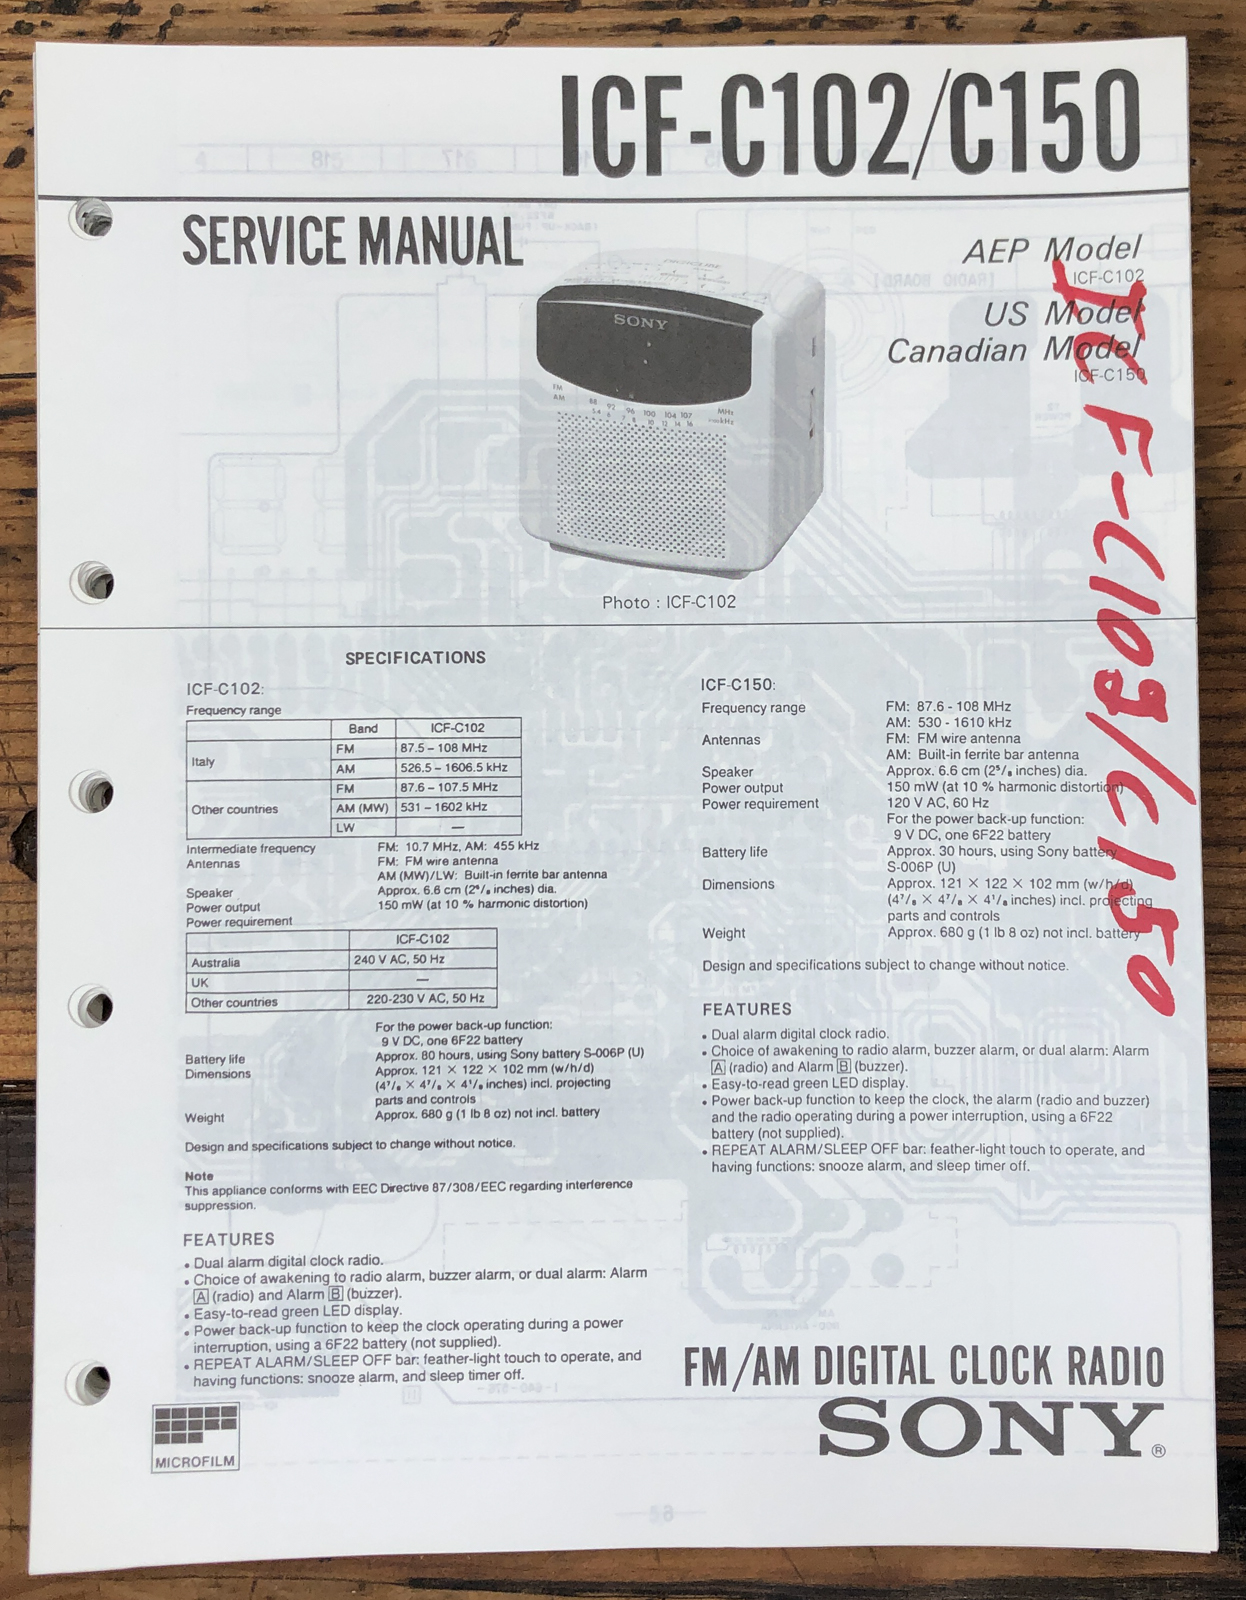 ICF-C102/C150
SERVICE MANUAL
AEP Model
ICF-C102
US Model
Canadian Model
ICF-C150
SONY
FM
AM
88 92 96 100 104 107 MHz
5.4 6 7 8 10 12 14 16 kHz
Photo : ICF-C102
ICF-C109/C150
SPECIFICATIONS
ICF-C102:
Frequency range
Band ICF-C102
Italy FM 87.5 – 108 MHz
AM 526.5 – 1606.5 kHz
Other countries FM 87.6 – 107.5 MHz
AM (MW) 531 – 1602 kHz
LW —
Intermediate frequency FM: 10.7 MHz, AM: 455 kHz
Antennas FM: FM wire antenna
AM (MW)/LW: Built-in ferrite bar antenna
Speaker Approx. 6.6 cm (2⁵/₈ inches) dia.
Power output 150 mW (at 10 % harmonic distortion)
Power requirement
ICF-C102
Australia 240 V AC, 50 Hz
UK —
Other countries 220-230 V AC, 50 Hz
For the power back-up function:
9 V DC, one 6F22 battery
Battery life Approx. 80 hours, using Sony battery S-006P (U)
Dimensions Approx. 121 × 122 × 102 mm (w/h/d)
(4⁷/₈ × 4⁷/₈ × 4¹/₈ inches) incl. projecting
parts and controls
Weight Approx. 680 g (1 lb 8 oz) not incl. battery
Design and specifications subject to change without notice.
Note
This appliance conforms with EEC Directive 87/308/EEC regarding interference
suppression.
FEATURES
• Dual alarm digital clock radio.
• Choice of awakening to radio alarm, buzzer alarm, or dual alarm: Alarm
A (radio) and Alarm B (buzzer).
• Easy-to-read green LED display.
• Power back-up function to keep the clock operating during a power
interruption, using a 6F22 battery (not supplied).
• REPEAT ALARM/SLEEP OFF bar: feather-light touch to operate, and
having functions: snooze alarm, and sleep timer off.
ICF-C150:
Frequency range FM: 87.6 - 108 MHz
AM: 530 - 1610 kHz
Antennas FM: FM wire antenna
AM: Built-in ferrite bar antenna
Speaker Approx. 6.6 cm (2⁵/₈ inches) dia.
Power output 150 mW (at 10 % harmonic distortion)
Power requirement 120 V AC, 60 Hz
For the power back-up function:
9 V DC, one 6F22 battery
Battery life Approx. 30 hours, using Sony battery
S-006P (U)
Dimensions Approx. 121 × 122 × 102 mm (w/h/d)
(4⁷/₈ × 4⁷/₈ × 4¹/₈ inches) incl. projecting
parts and controls
Weight Approx. 680 g (1 lb 8 oz) not incl. battery
Design and specifications subject to change without notice.
FEATURES
• Dual alarm digital clock radio.
• Choice of awakening to radio alarm, buzzer alarm, or dual alarm: Alarm
A (radio) and Alarm B (buzzer).
• Easy-to-read green LED display.
• Power back-up function to keep the clock, the alarm (radio and buzzer)
and the radio operating during a power interruption, using a 6F22
battery (not supplied).
• REPEAT ALARM/SLEEP OFF bar: feather-light touch to operate, and
having functions: snooze alarm, and sleep timer off.
FM/AM DIGITAL CLOCK RADIO
SONY®
MICROFILM